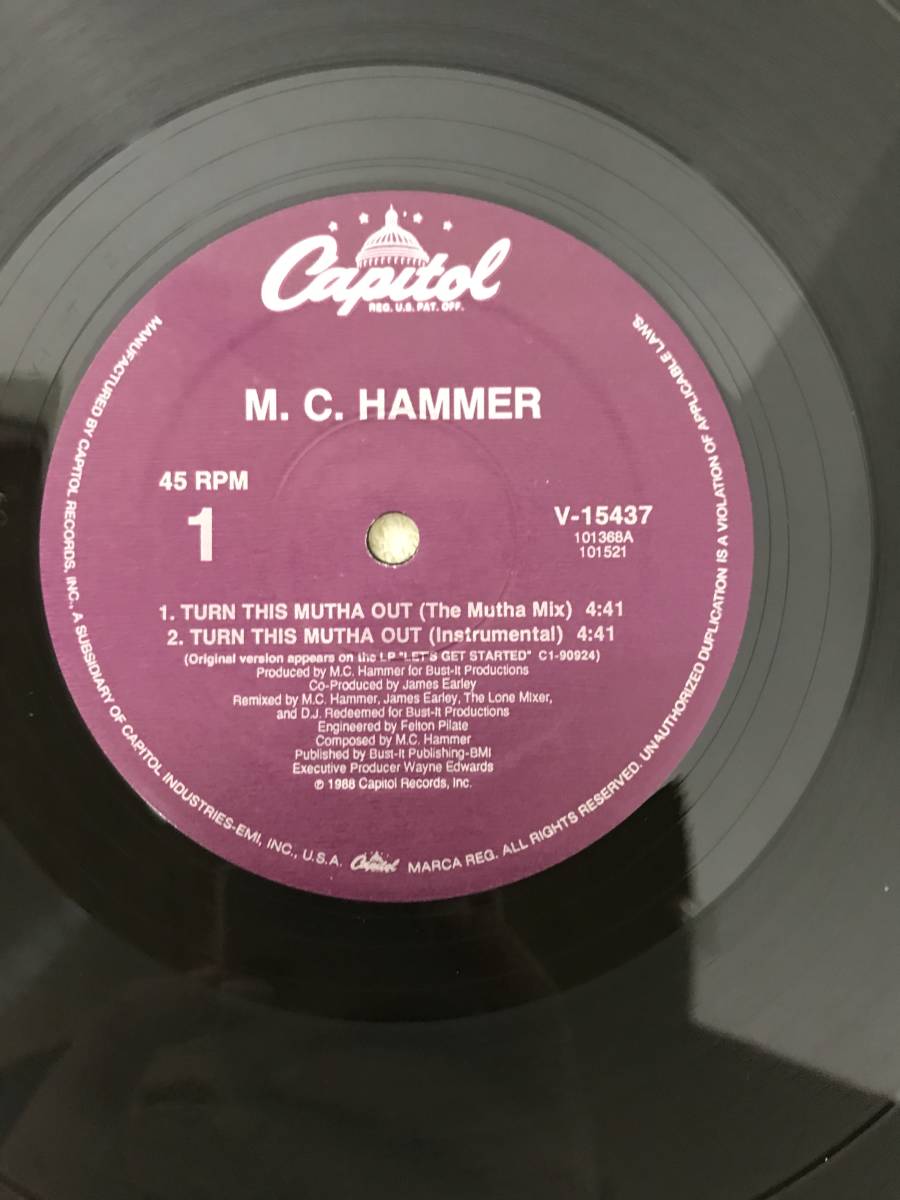 Capitol
REG. U.S. PAT. OFF.
M. C. HAMMER
45 RPM
1
V-15437
101368A
101521
1. TURN THIS MUTHA OUT (The Mutha Mix) 4:41
2. TURN THIS MUTHA OUT (Instrumental) 4:41
(Original version appears on the LP "LET'S GET STARTED" C1-90924)
Produced by M.C. Hammer for Bust-It Productions
Co-Produced by James Earley
Remixed by M.C. Hammer, James Earley, The Lone Mixer,
and D.J. Redeemed for Bust-It Productions
Engineered by Felton Pilate
Composed by M.C. Hammer
Published by Bust-It Publishing-BMI
Executive Producer Wayne Edwards
℗ 1988 Capitol Records, Inc.
MANUFACTURED BY CAPITOL RECORDS, INC., A SUBSIDIARY OF CAPITOL INDUSTRIES-EMI, INC., U.S.A. Capitol MARCA REG. ALL RIGHTS RESERVED. UNAUTHORIZED DUPLICATION IS A VIOLATION OF APPLICABLE LAWS.